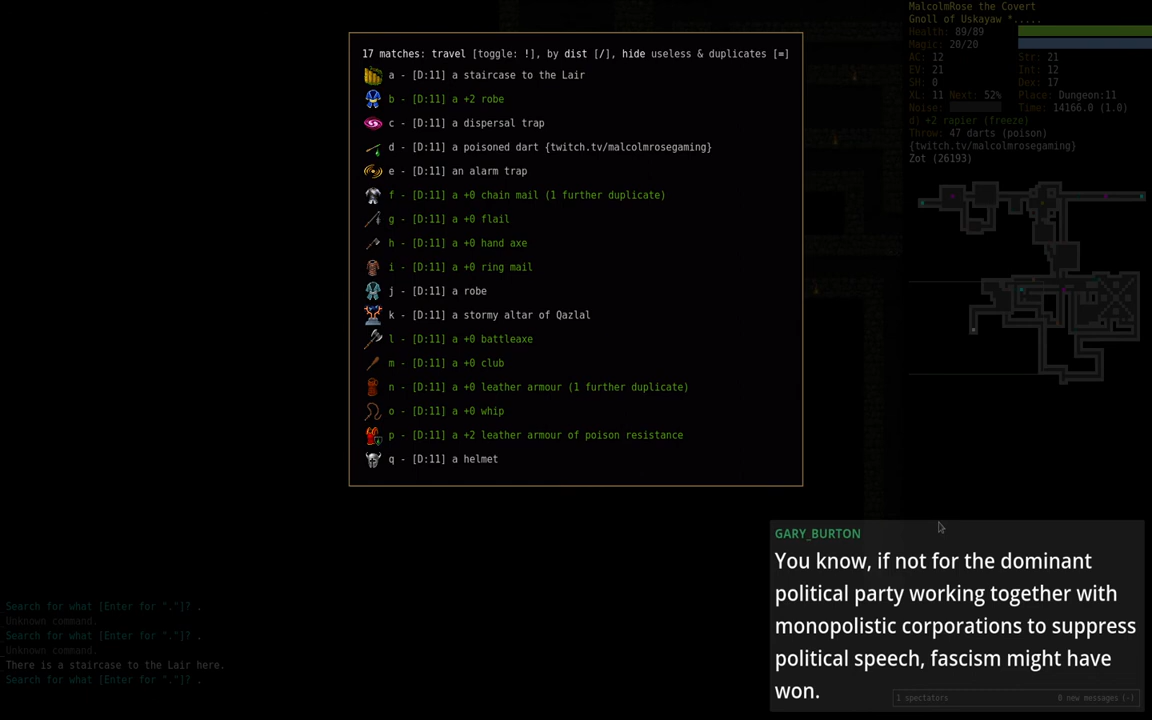 MalcolmRose the Covert
Gnoll of Uskayaw *.....
Health: 89/89
Magic: 20/20
AC: 12 Str: 21
EV: 21 Int: 12
SH: 0 Dex: 17
XL: 11 Next: 52% Place: Dungeon:11
Noise: Time: 14166.0 (1.0)
d) +2 rapier (freeze)
Throw: 47 darts (poison)
{twitch.tv/malcolmrosegaming}
Zot (26193)
17 matches: travel [toggle: !], by dist [/], hide useless & duplicates [=]
a - [D:11] a staircase to the Lair
b - [D:11] a +2 robe
c - [D:11] a dispersal trap
d - [D:11] a poisoned dart {twitch.tv/malcolmrosegaming}
e - [D:11] an alarm trap
f - [D:11] a +0 chain mail (1 further duplicate)
g - [D:11] a +0 flail
h - [D:11] a +0 hand axe
i - [D:11] a +0 ring mail
j - [D:11] a robe
k - [D:11] a stormy altar of Qazlal
l - [D:11] a +0 battleaxe
m - [D:11] a +0 club
n - [D:11] a +0 leather armour (1 further duplicate)
o - [D:11] a +0 whip
p - [D:11] a +2 leather armour of poison resistance
q - [D:11] a helmet
GARY_BURTON
You know, if not for the dominant
political party working together with
monopolistic corporations to suppress
political speech, fascism might have
won.
1 spectators 0 new messages (-)
Search for what [Enter for "."]? .
Unknown command.
Search for what [Enter for "."]? .
_Unknown command.
There is a staircase to the Lair here.
Search for what [Enter for "."]? .